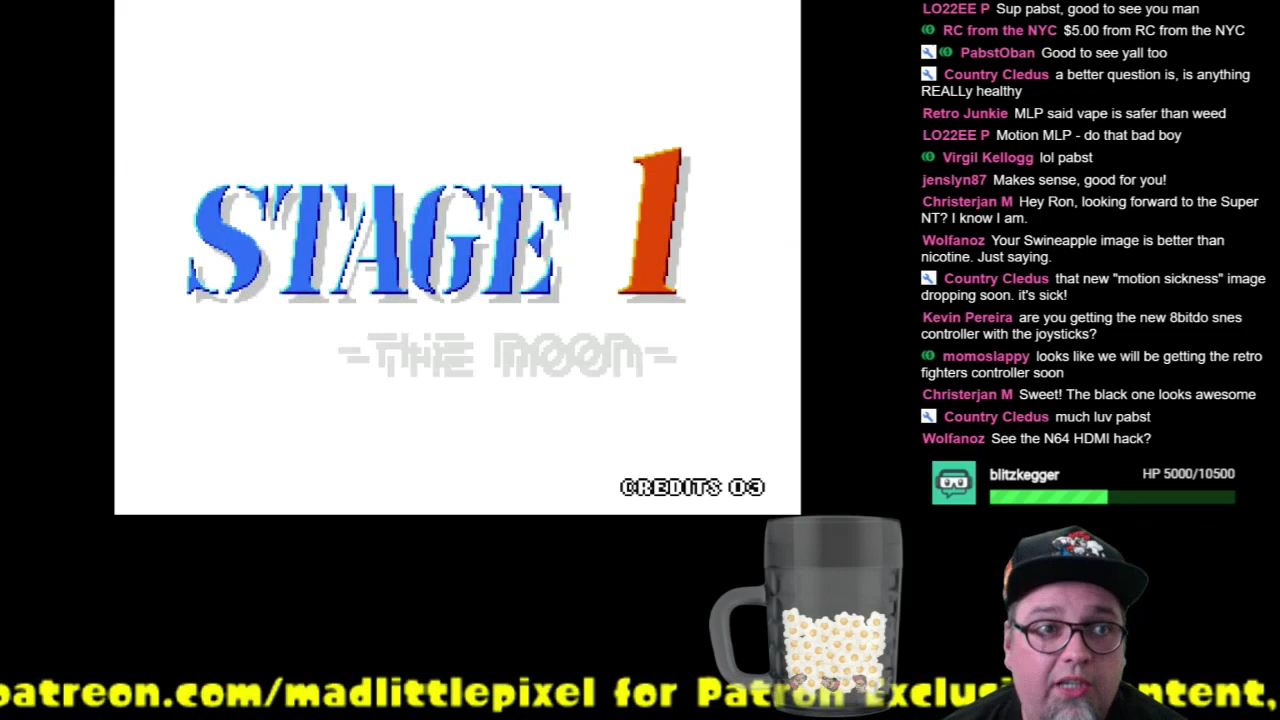 STAGE 1
-THE MOON-
CREDITS 03
LO22EE P Sup pabst, good to see you man
RC from the NYC $5.00 from RC from the NYC
PabstOban Good to see yall too
Country Cledus a better question is, is anything
REALLy healthy
Retro Junkie MLP said vape is safer than weed
LO22EE P Motion MLP - do that bad boy
Virgil Kellogg lol pabst
jenslyn87 Makes sense, good for you!
Christerjan M Hey Ron, looking forward to the Super
NT? I know I am.
Wolfanoz Your Swineapple image is better than
nicotine. Just saying.
Country Cledus that new "motion sickness" image
dropping soon. it's sick!
Kevin Pereira are you getting the new 8bitdo snes
controller with the joysticks?
momoslappy looks like we will be getting the retro
fighters controller soon
Christerjan M Sweet! The black one looks awesome
Country Cledus much luv pabst
Wolfanoz See the N64 HDMI hack?
blitzkegger HP 5000/10500
patreon.com/madlittlepixel for Patron